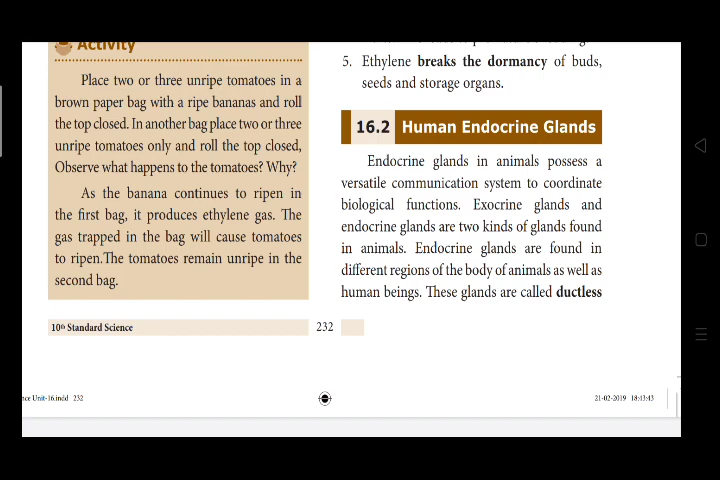 Activity
Place two or three unripe tomatoes in a
brown paper bag with a ripe bananas and roll
the top closed. In another bag place two or three
unripe tomatoes only and roll the top closed,
Observe what happens to the tomatoes? Why?
As the banana continues to ripen in
the first bag, it produces ethylene gas. The
gas trapped in the bag will cause tomatoes
to ripen.The tomatoes remain unripe in the
second bag.
5. Ethylene breaks the dormancy of buds,
seeds and storage organs.
16.2 Human Endocrine Glands
Endocrine glands in animals possess a
versatile communication system to coordinate
biological functions. Exocrine glands and
endocrine glands are two kinds of glands found
in animals. Endocrine glands are found in
different regions of the body of animals as well as
human beings. These glands are called ductless
10th Standard Science
232
nce Unit-16.indd 232
21-02-2019 18:43:43